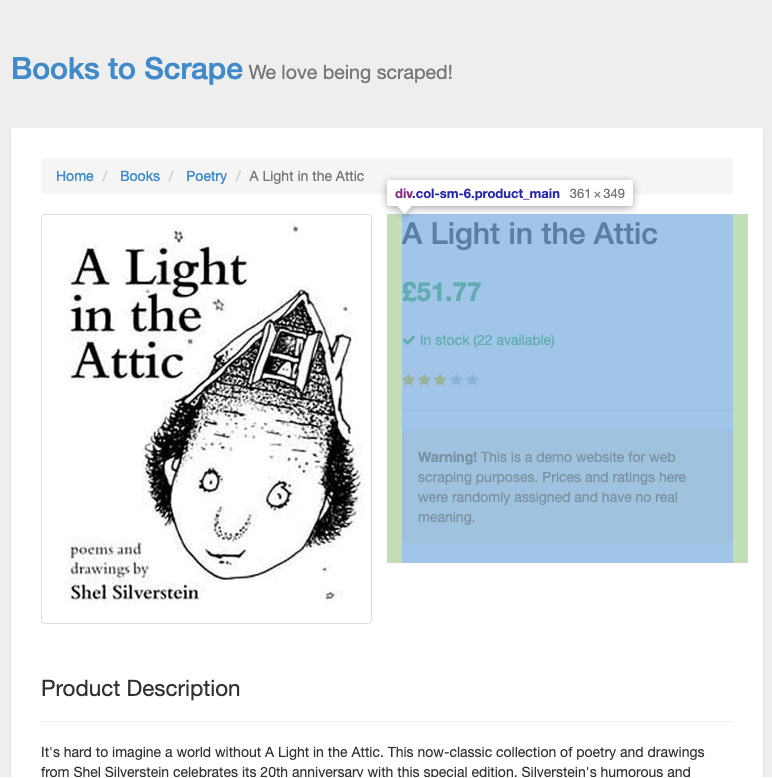 Books to Scrape We love being scraped!
Home / Books / Poetry / A Light in the Attic
div.col-sm-6.product_main 361 × 349
A Light
in the
Attic
poems and
drawings by
Shel Silverstein
A Light in the Attic
£51.77
In stock (22 available)
Warning! This is a demo website for web
scraping purposes. Prices and ratings here
were randomly assigned and have no real
meaning.
Product Description
It's hard to imagine a world without A Light in the Attic. This now-classic collection of poetry and drawings
from Shel Silverstein celebrates its 20th anniversary with this special edition. Silverstein's humorous and